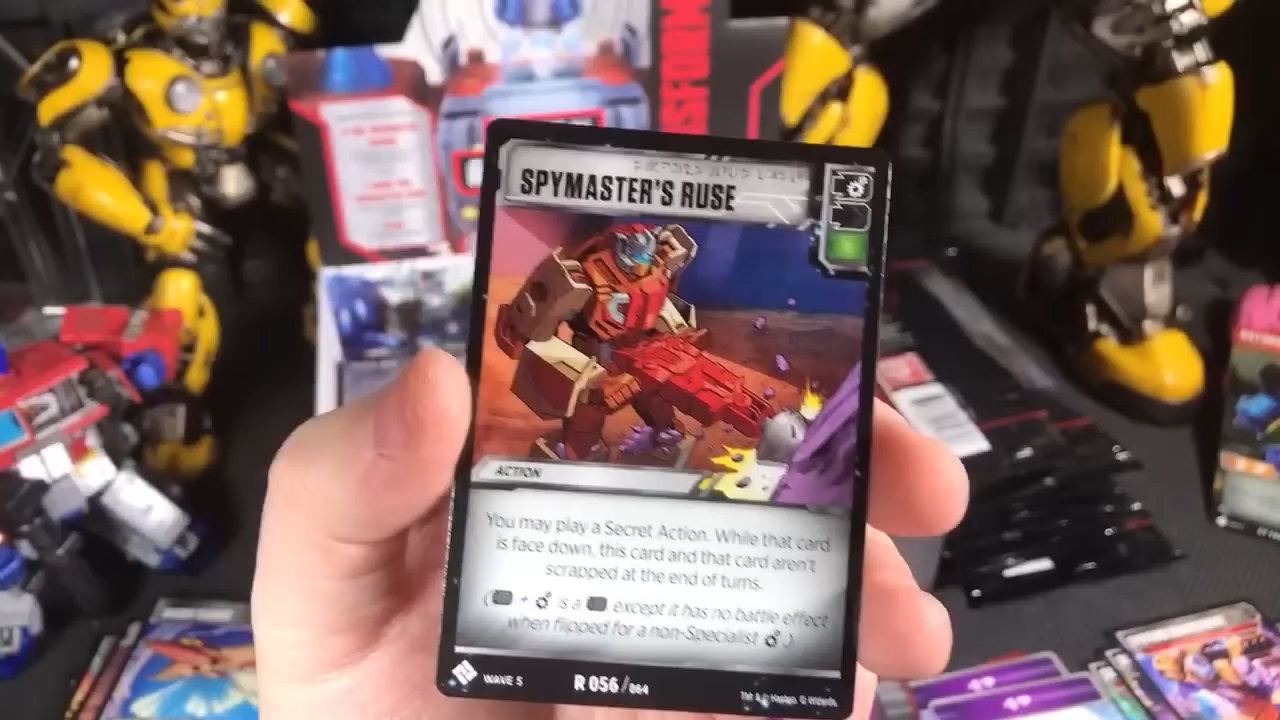 SFORM
SPYMASTER'S RUSE
ACTION
You may play a Secret Action. While that card
is face down, this card and that card aren't
scrapped at the end of turns.
( + is a except it has no battle effect
when flipped for a non-Specialist .)
WAVE 5
R 056/064
TM & © Hasbro. © Wizards.